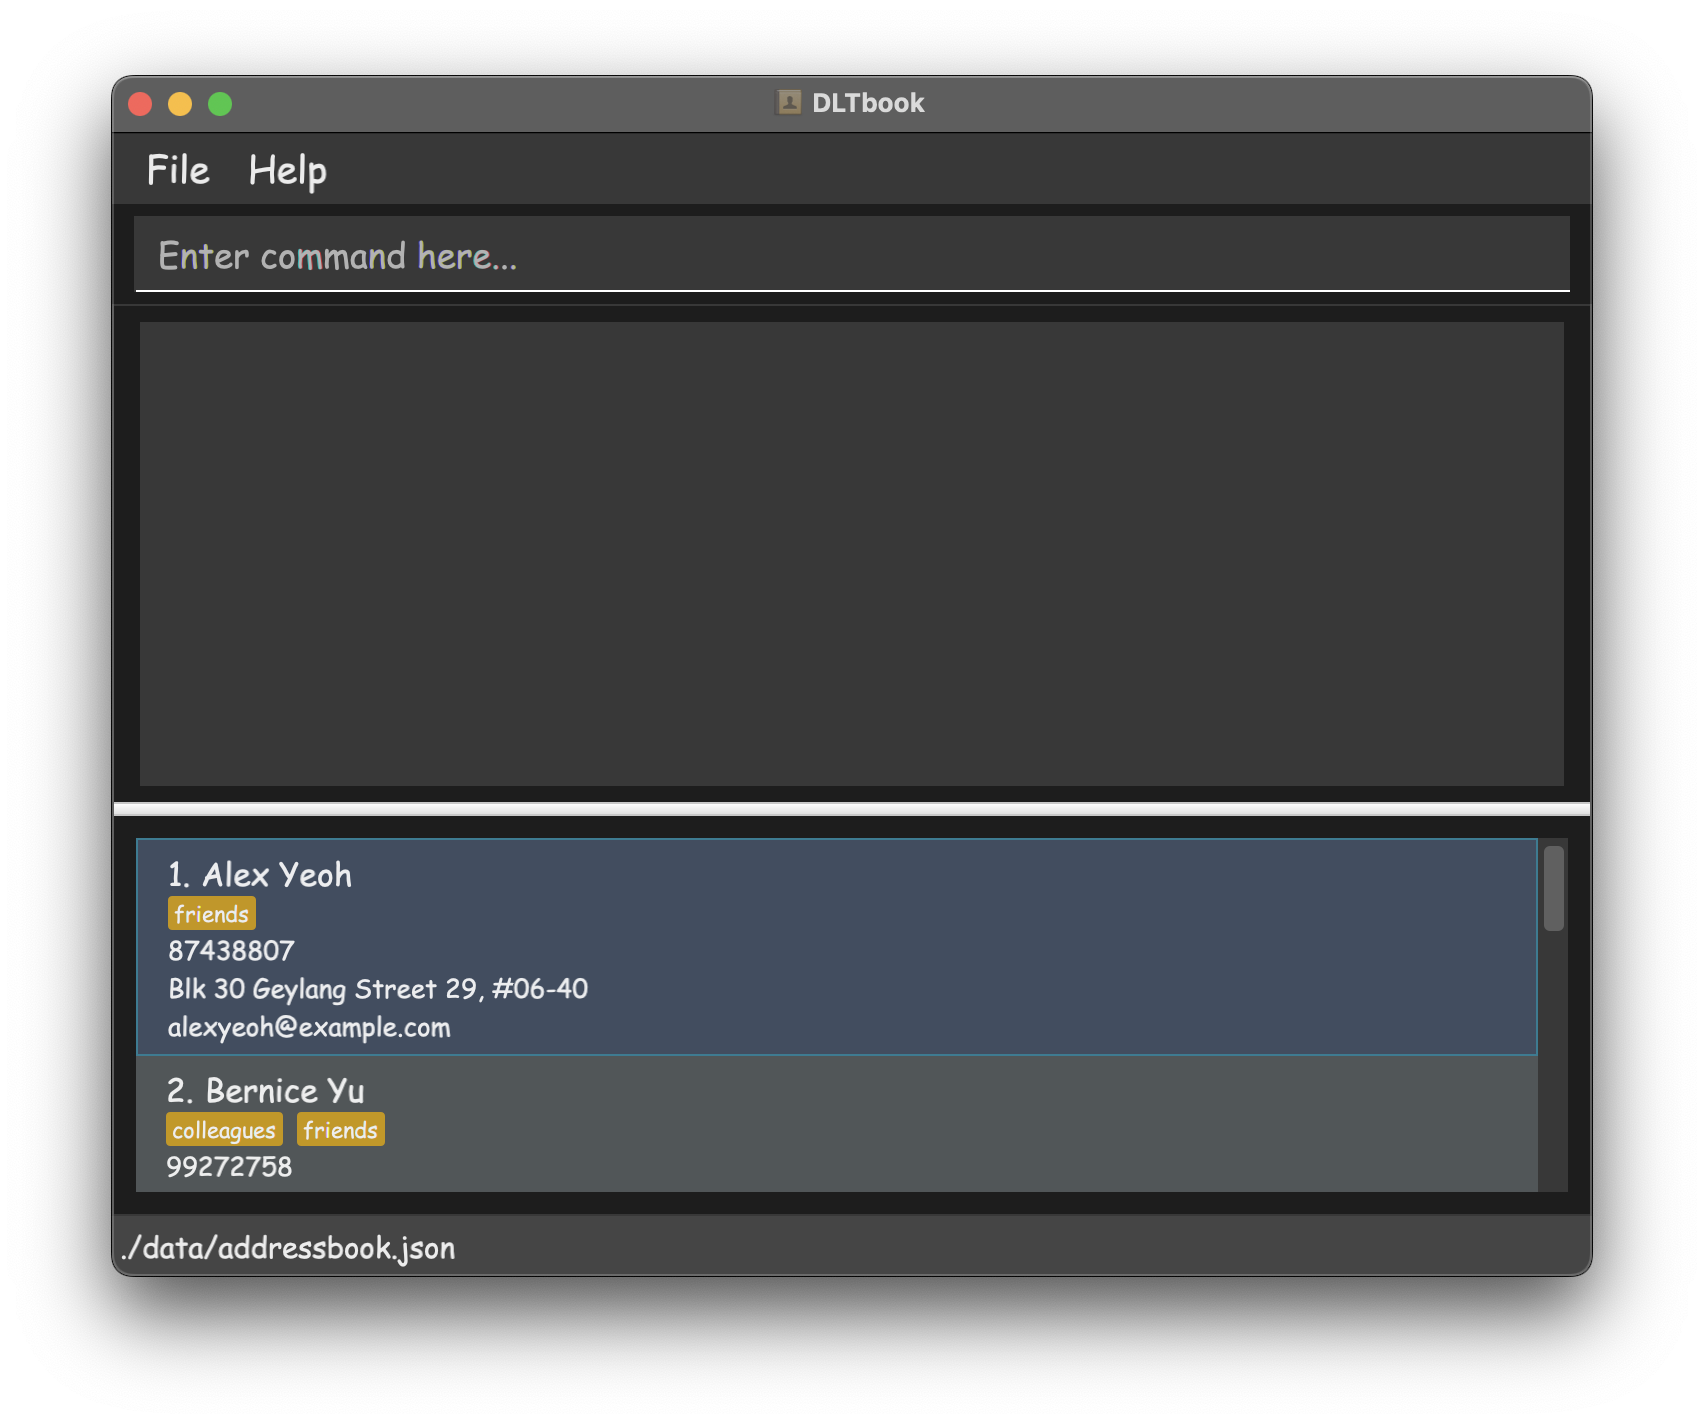 DLTbook
File Help
Enter command here...
1. Alex Yeoh
friends
87438807
Blk 30 Geylang Street 29, #06-40
alexyeoh@example.com
2. Bernice Yu
colleagues friends
99272758
./data/addressbook.json